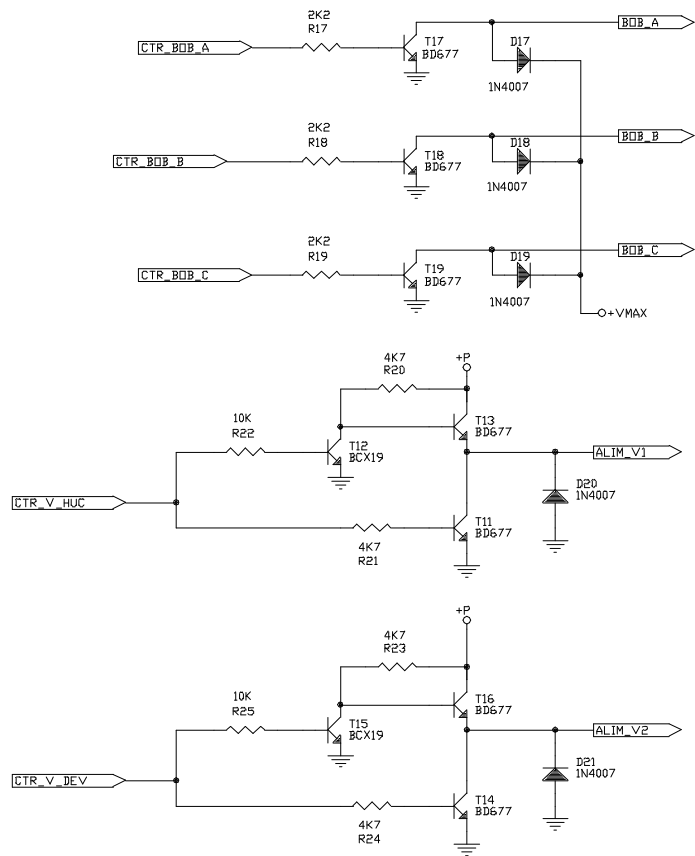 2K2
R17
CTR_BOB_A
T17
BD677
D17
1N4007
BOB_A
2K2
R18
CTR_BOB_B
T18
BD677
D18
1N4007
BOB_B
2K2
R19
CTR_BOB_C
T19
BD677
D19
1N4007
BOB_C
+VMAX
4K7
R20
+P
10K
R22
T12
BCX19
T13
BD677
ALIM_V1
D20
1N4007
CTR_V_HUC
T11
BD677
4K7
R21
+P
4K7
R23
10K
R25
T15
BCX19
T16
BD677
ALIM_V2
D21
1N4007
CTR_V_DEV
T14
BD677
4K7
R24